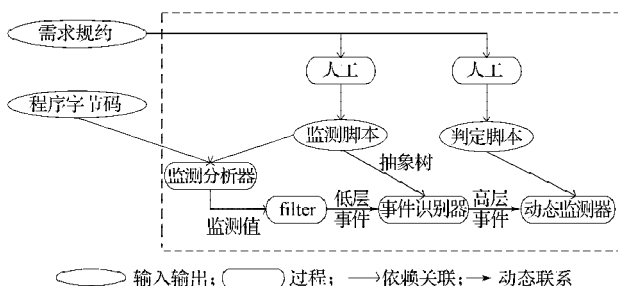 需求规约
人工
人工
程序字节码
监测脚本
判定脚本
抽象树
监测分析器
监测值
filter
低层
事件
事件识别器
高层
事件
动态监测器
输入输出;
过程;
依赖关联;
动态联系